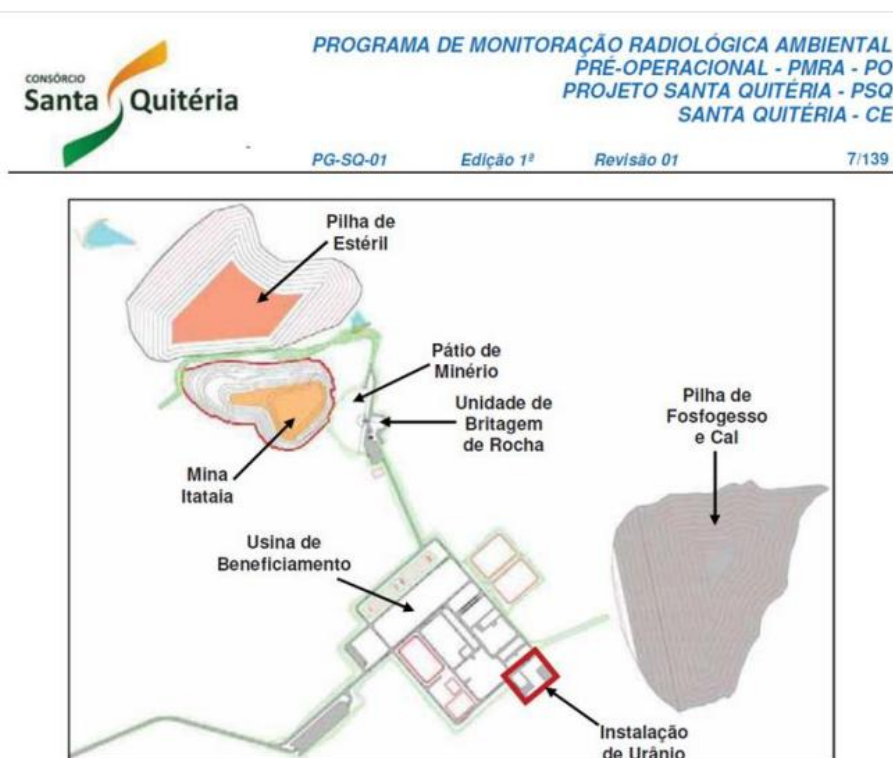 CONSÓRCIO
Santa Quitéria
PROGRAMA DE MONITORAÇÃO RADIOLÓGICA AMBIENTAL
PRÉ-OPERACIONAL - PMRA - PO
PROJETO SANTA QUITÉRIA - PSQ
SANTA QUITÉRIA - CE
PG-SQ-01 Edição 1ª Revisão 01 7/139
Pilha de
Estéril
Pátio de
Minério
Unidade de
Britagem
de Rocha
Pilha de
Fosfogesso
e Cal
Mina
Itataia
Usina de
Beneficiamento
Instalação
de Urânio